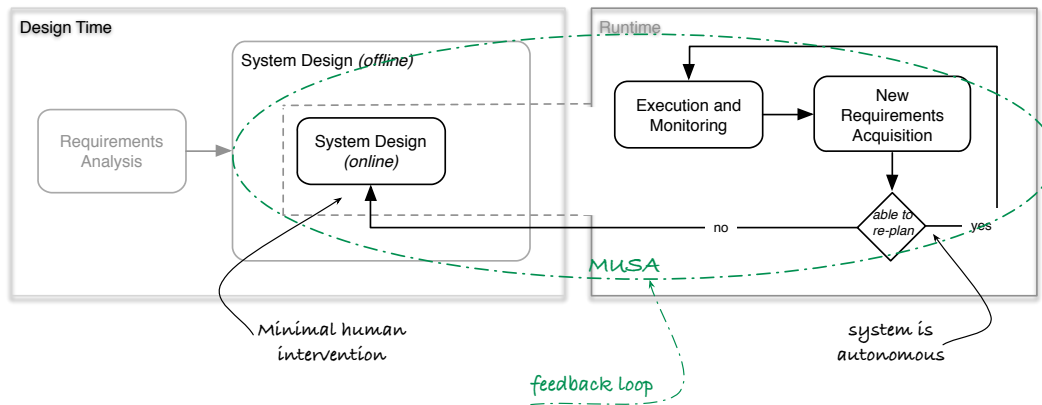 Design Time
Runtime
System Design (offline)
Requirements
Analysis
System Design
(online)
Execution and
Monitoring
New
Requirements
Acquisition
able to
re-plan
no
yes
MUSA
Minimal human
intervention
system is
autonomous
feedback loop